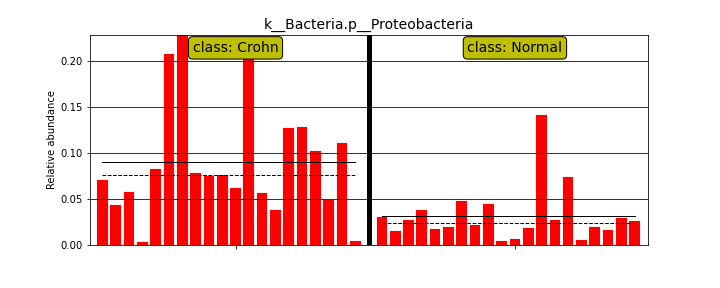 k__Bacteria.p__Proteobacteria
class: Crohn
class: Normal
Relative abundance
0.20
0.15
0.10
0.05
0.00